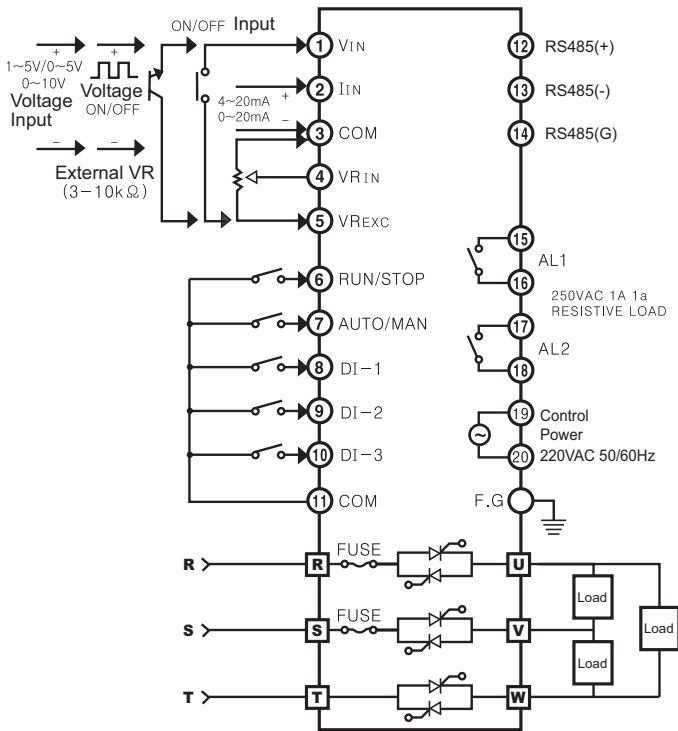 ON/OFF Input
+ +
1~5V/0~5V
0~10V
Voltage
Input
Voltage
ON/OFF
4~20mA +
0~20mA −
− −
External VR
(3−10kΩ)
1 VIN
2 IIN
3 COM
4 VRIN
5 VREXC
6 RUN/STOP
7 AUTO/MAN
8 DI−1
9 DI−2
10 DI−3
11 COM
12 RS485(+)
13 RS485(-)
14 RS485(G)
15
AL1
16
250VAC 1A 1a
RESISTIVE LOAD
17
AL2
18
19 Control
Power
20 220VAC 50/60Hz
F.G
R R FUSE U
Load
S S FUSE V
Load
Load
T T W